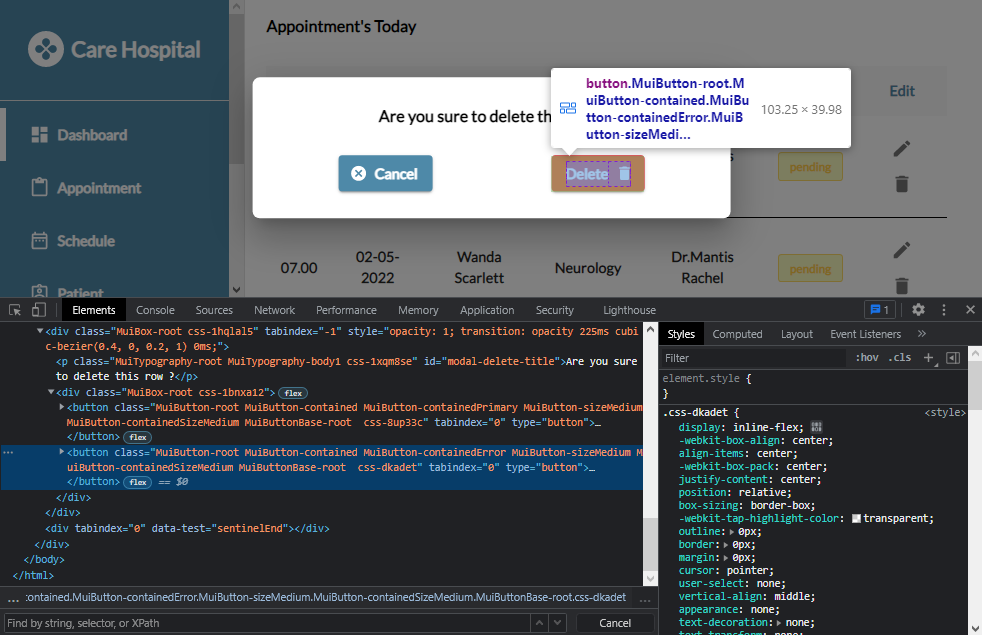 Care Hospital
Dashboard
Appointment
Schedule
Patient
Appointment's Today
Edit
Are you sure to delete th
Cancel
Delete
button.MuiButton-root.M
uiButton-contained.MuiBu
tton-containedError.MuiB
utton-sizeMedi...
103.25 × 39.98
pending
07.00
02-05-
2022
Wanda
Scarlett
Neurology
Dr.Mantis
Rachel
pending
Elements Console Sources Network Performance Memory Application Security Lighthouse 1
<div class="MuiBox-root css-1hqlal5" tabindex="-1" style="opacity: 1; transition: opacity 225ms cubi
c-bezier(0.4, 0, 0.2, 1) 0ms;">
<p class="MuiTypography-root MuiTypography-body1 css-1xqm8se" id="modal-delete-title">Are you sure
to delete this row ?</p>
<div class="MuiBox-root css-1bnxa12"> flex
<button class="MuiButton-root MuiButton-contained MuiButton-containedPrimary MuiButton-sizeMedium
MuiButton-containedSizeMedium MuiButtonBase-root  css-8up33c" tabindex="0" type="button">…
</button> flex
<button class="MuiButton-root MuiButton-contained MuiButton-containedError MuiButton-sizeMedium M
uiButton-containedSizeMedium MuiButtonBase-root  css-dkadet" tabindex="0" type="button">…
</button> flex == $0
</div>
</div>
<div tabindex="0" data-test="sentinelEnd"></div>
</div>
</body>
</html>
... :ontained.MuiButton-containedError.MuiButton-sizeMedium.MuiButton-containedSizeMedium.MuiButtonBase-root.css-dkadet ...
Find by string, selector, or XPath
Cancel
Styles Computed Layout Event Listeners »
Filter :hov .cls +
element.style {
}
.css-dkadet { <style>
display: inline-flex;
-webkit-box-align: center;
align-items: center;
-webkit-box-pack: center;
justify-content: center;
position: relative;
box-sizing: border-box;
-webkit-tap-highlight-color: transparent;
outline: 0px;
border: 0px;
margin: 0px;
cursor: pointer;
user-select: none;
vertical-align: middle;
appearance: none;
text-decoration: none;
text-transform: none;